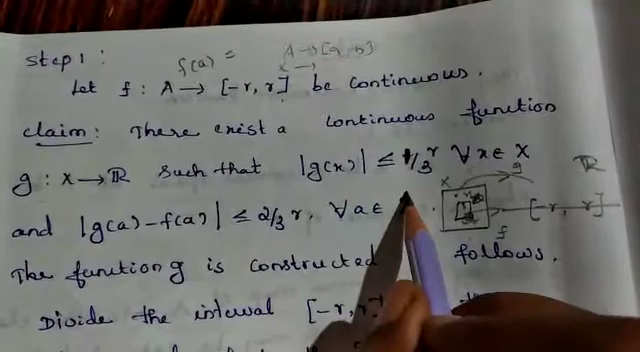 Step 1 :
f(a) =
A → [a, b]
x →
Let f : A → [-r, r] be continuous.
claim: There exist a continuous function
g : x → ℝ such that |g(x)| ≤ 1/3 r ∀ x ∈ X
and |g(a) - f(a)| ≤ 2/3 r, ∀ a ∈
X g ℝ
[-r, r]
f
The function g is constructed follows.
Divide the interval [-r, r]